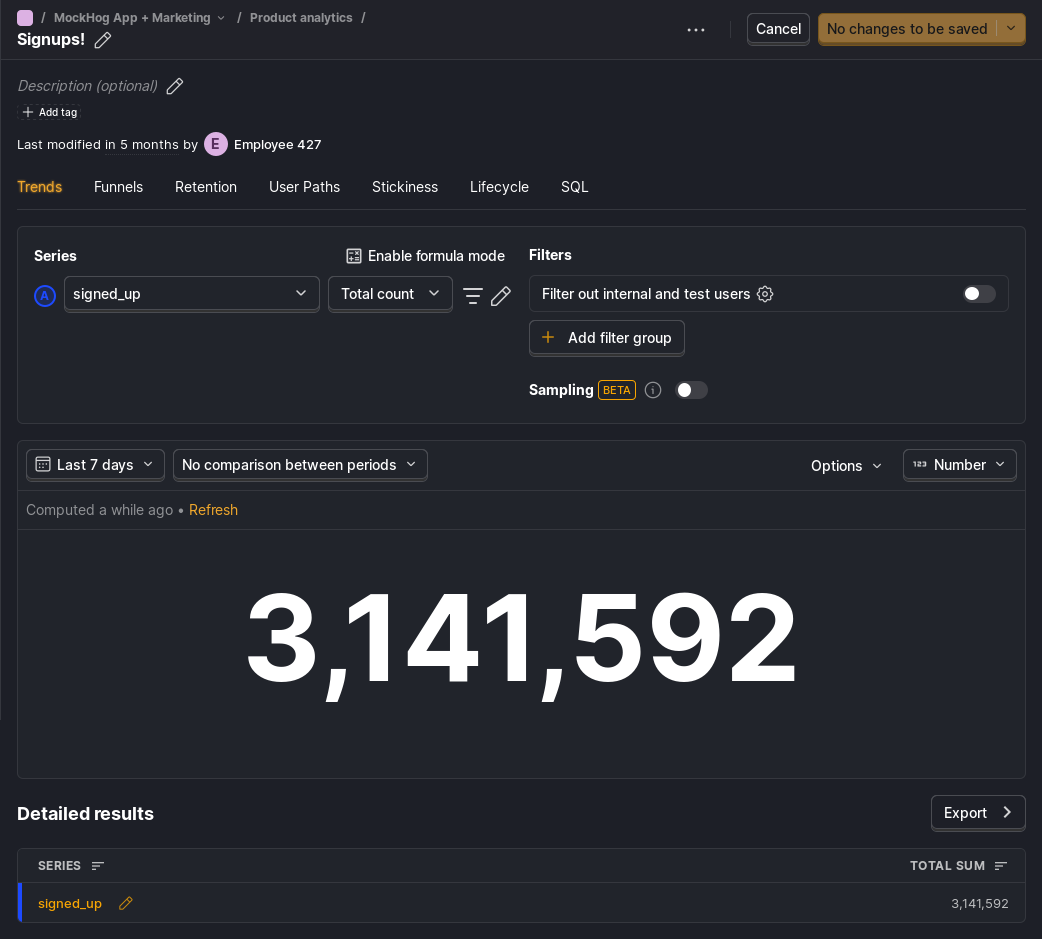 / MockHog App + Marketing / Product analytics /
Signups!
Cancel
No changes to be saved
Description (optional)
Add tag
Last modified in 5 months by E Employee 427
Trends Funnels Retention User Paths Stickiness Lifecycle SQL
Series
Enable formula mode
A signed_up Total count
Filters
Filter out internal and test users
+ Add filter group
Sampling BETA
Last 7 days No comparison between periods Options 123 Number
Computed a while ago • Refresh
3,141,592
Detailed results
Export
SERIES TOTAL SUM
signed_up 3,141,592